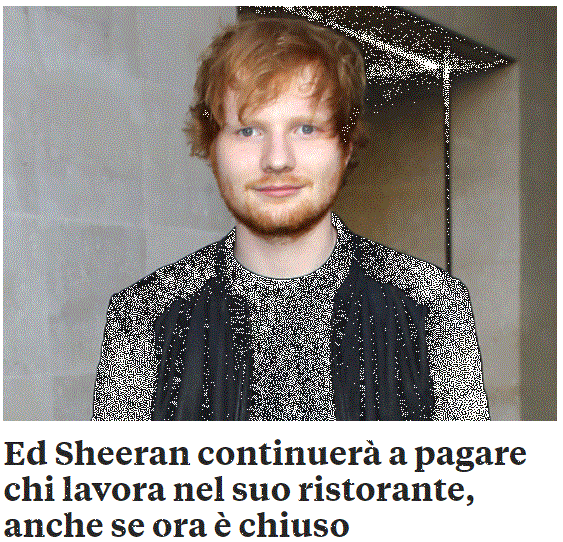 Ed Sheeran continuerà a pagare
chi lavora nel suo ristorante,
anche se ora è chiuso